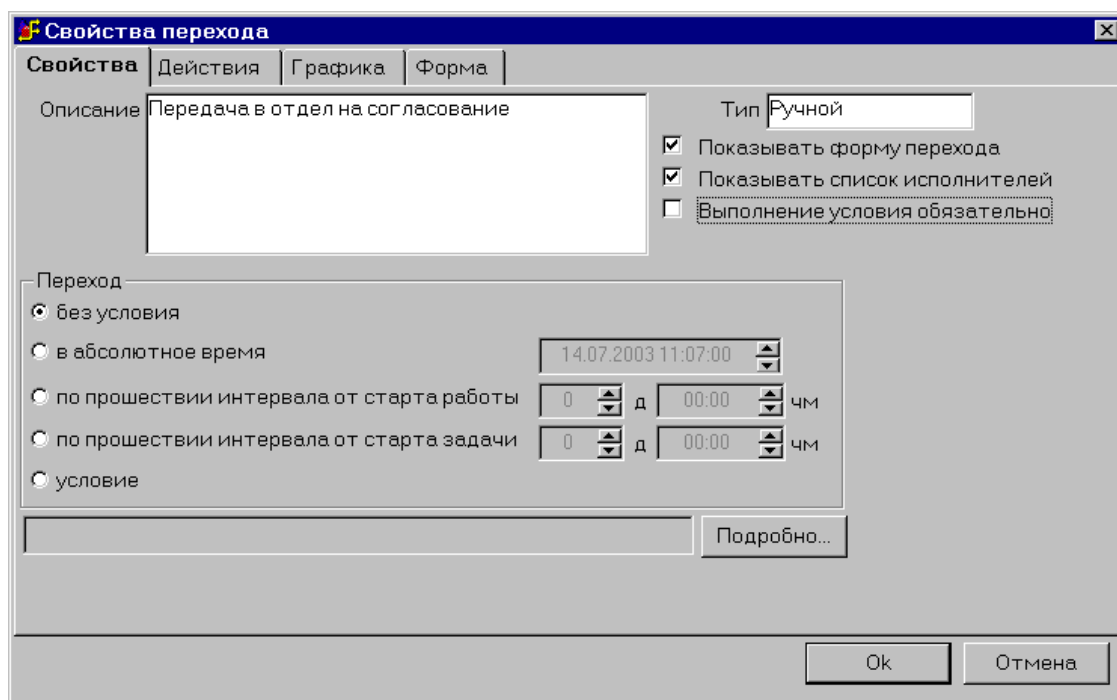 Свойства перехода
Свойства Действия Графика Форма
Описание Передача в отдел на согласование Тип Ручной
Показывать форму перехода
Показывать список исполнителей
Выполнение условия обязательно
Переход
без условия
в абсолютное время 14.07.2003 11:07:00
по прошествии интервала от старта работы 0 д 00:00 чм
по прошествии интервала от старта задачи 0 д 00:00 чм
условие
Подробно...
Ok Отмена